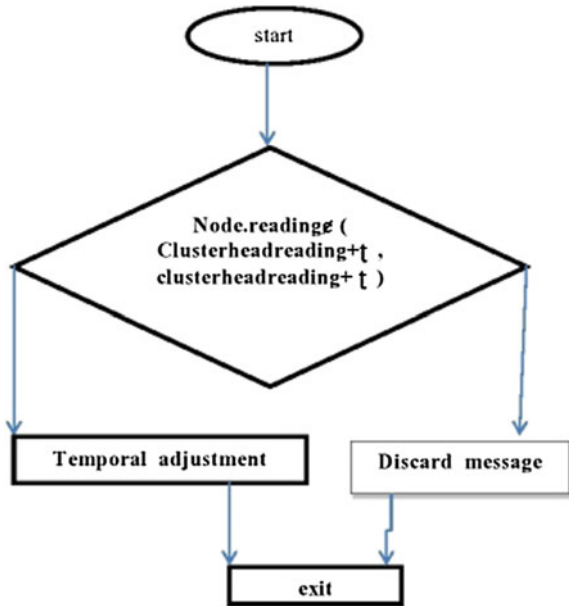 start
Node.reading∉ (
Clusterheadreading+ƭ ,
clusterheadreading+ ƭ )
Temporal adjustment
Discard message
exit